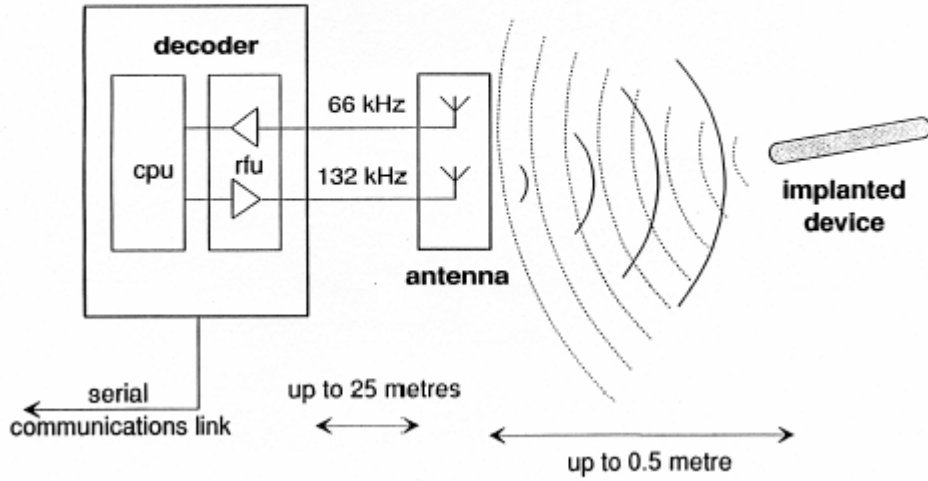 decoder
66 kHz
cpu
rfu
132 kHz
antenna
implanted
device
up to 25 metres
serial
communications link
up to 0.5 metre